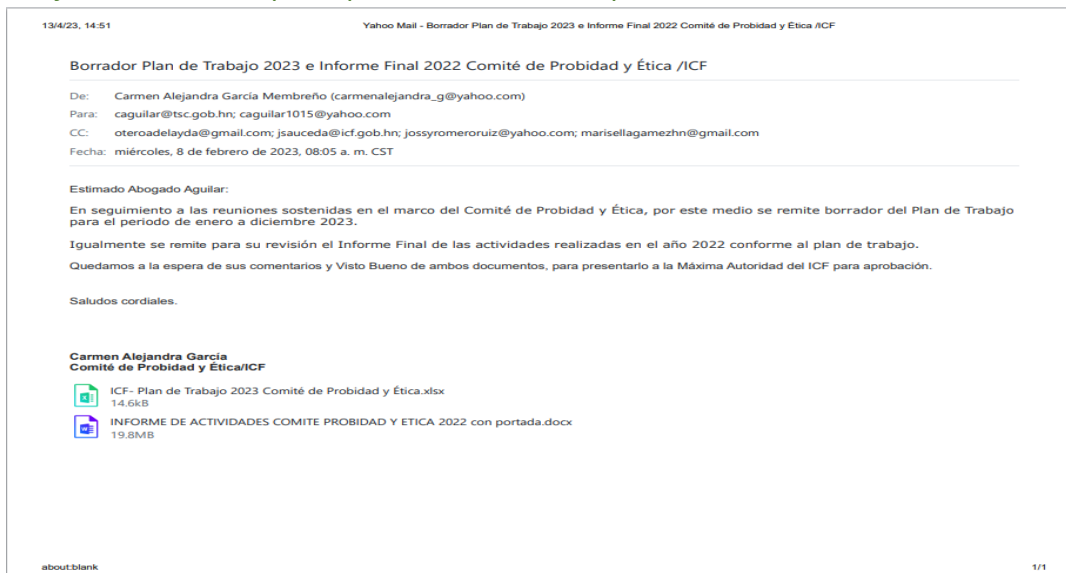 13/4/23, 14:51
Yahoo Mail - Borrador Plan de Trabajo 2023 e Informe Final 2022 Comité de Probidad y Ética /ICF
Borrador Plan de Trabajo 2023 e Informe Final 2022 Comité de Probidad y Ética /ICF
De: Carmen Alejandra García Membreño (carmenalejandra_g@yahoo.com)
Para: caguilar@tsc.gob.hn; caguilar1015@yahoo.com
CC: oteroadelayda@gmail.com; jsauceda@icf.gob.hn; jossyromeroruiz@yahoo.com; marisellagamezhn@gmail.com
Fecha: miércoles, 8 de febrero de 2023, 08:05 a. m. CST
Estimado Abogado Aguilar:
En seguimiento a las reuniones sostenidas en el marco del Comité de Probidad y Ética, por este medio se remite borrador del Plan de Trabajo
para el periodo de enero a diciembre 2023.
Igualmente se remite para su revisión el Informe Final de las actividades realizadas en el año 2022 conforme al plan de trabajo.
Quedamos a la espera de sus comentarios y Visto Bueno de ambos documentos, para presentarlo a la Máxima Autoridad del ICF para aprobación.
Saludos cordiales.
Carmen Alejandra García
Comité de Probidad y Ética/ICF
ICF- Plan de Trabajo 2023 Comité de Probidad y Ética.xlsx
14.6kB
INFORME DE ACTIVIDADES COMITE PROBIDAD Y ETICA 2022 con portada.docx
19.8MB
about:blank
1/1